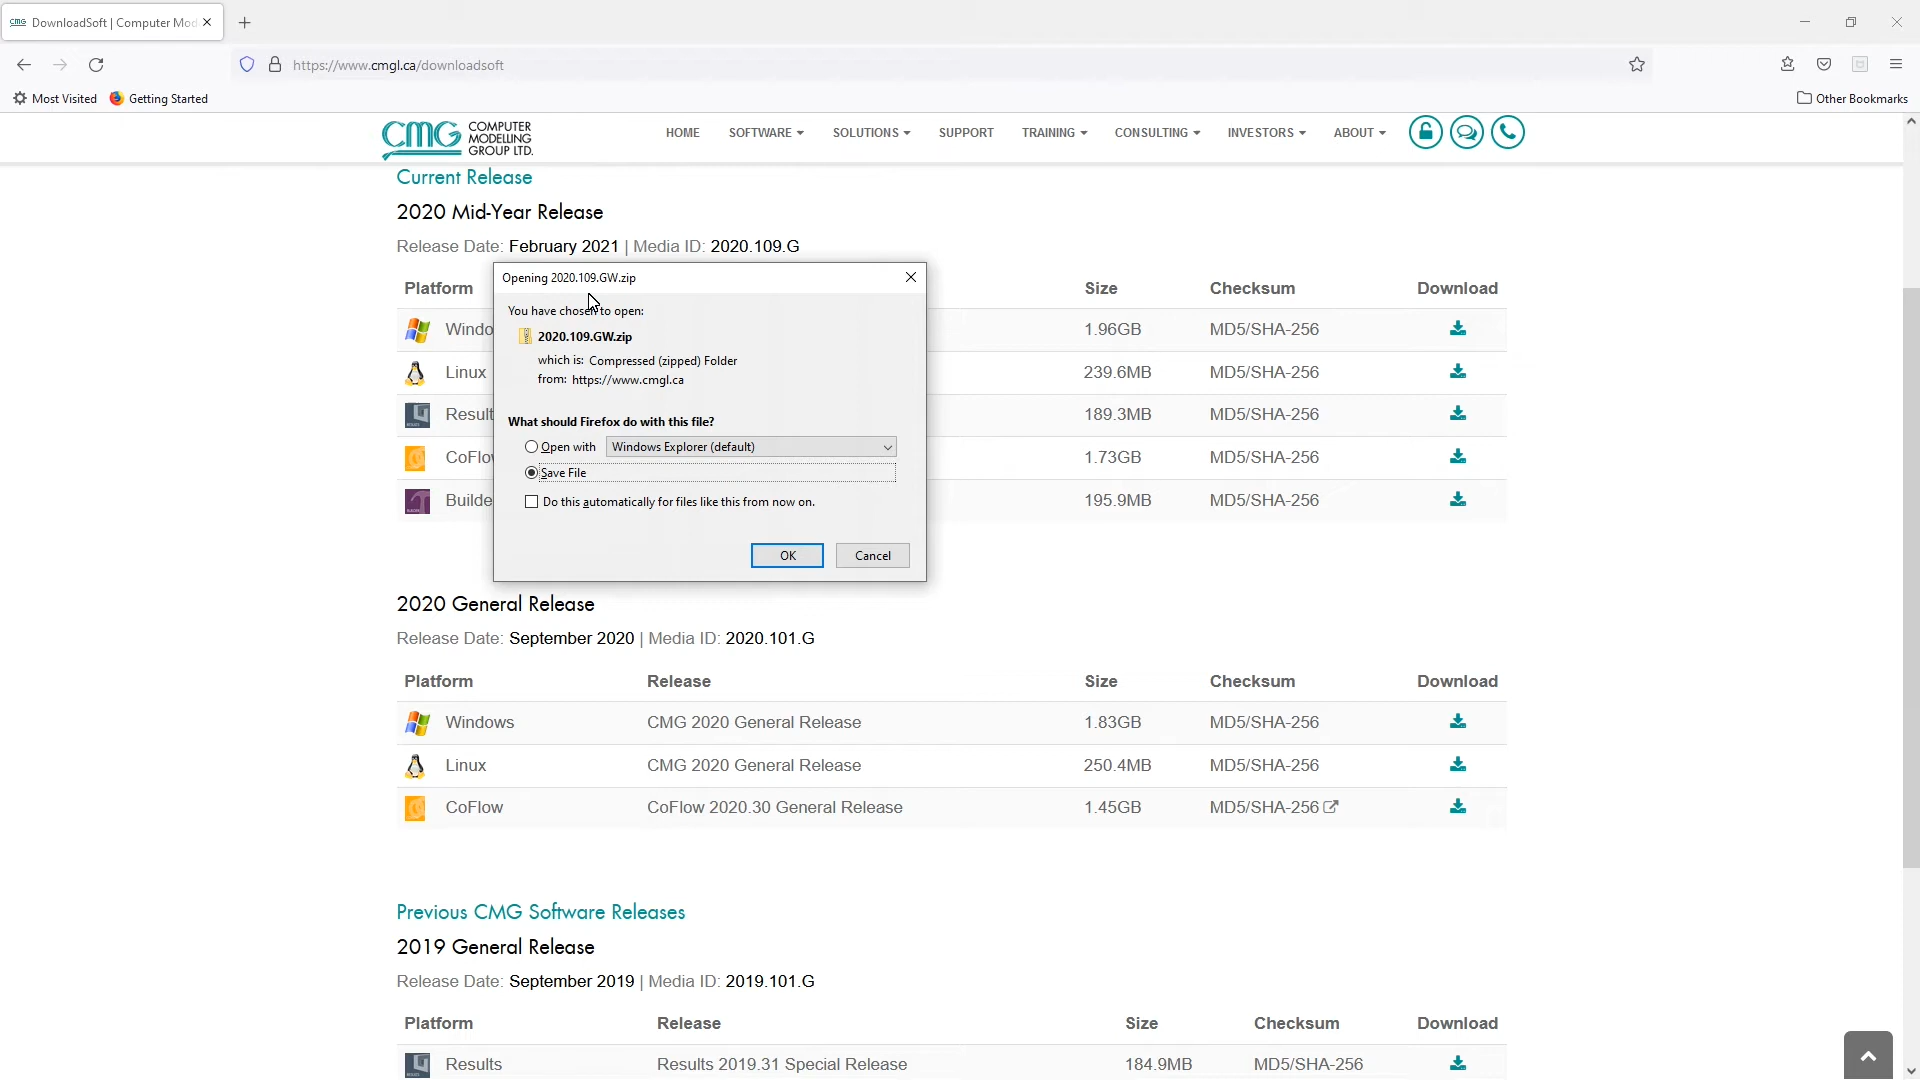 CMG DownloadSoft | Computer Mod
https://www.cmgl.ca/downloadsoft
Most Visited Getting Started Other Bookmarks
CMG COMPUTER MODELLING GROUP LTD.
HOME SOFTWARE SOLUTIONS SUPPORT TRAINING CONSULTING INVESTORS ABOUT
Current Release
2020 Mid-Year Release
Release Date: February 2021 | Media ID: 2020.109.G
Platform Size Checksum Download
Windo 1.96GB MD5/SHA-256
Linux 239.6MB MD5/SHA-256
Result 189.3MB MD5/SHA-256
CoFlo 1.73GB MD5/SHA-256
Builde 195.9MB MD5/SHA-256
Opening 2020.109.GW.zip
You have chosen to open:
2020.109.GW.zip
which is: Compressed (zipped) Folder
from: https://www.cmgl.ca
What should Firefox do with this file?
Open with Windows Explorer (default)
Save File
Do this automatically for files like this from now on.
OK Cancel
2020 General Release
Release Date: September 2020 | Media ID: 2020.101.G
Platform Release Size Checksum Download
Windows CMG 2020 General Release 1.83GB MD5/SHA-256
Linux CMG 2020 General Release 250.4MB MD5/SHA-256
CoFlow CoFlow 2020.30 General Release 1.45GB MD5/SHA-256
Previous CMG Software Releases
2019 General Release
Release Date: September 2019 | Media ID: 2019.101.G
Platform Release Size Checksum Download
Results Results 2019.31 Special Release 184.9MB MD5/SHA-256